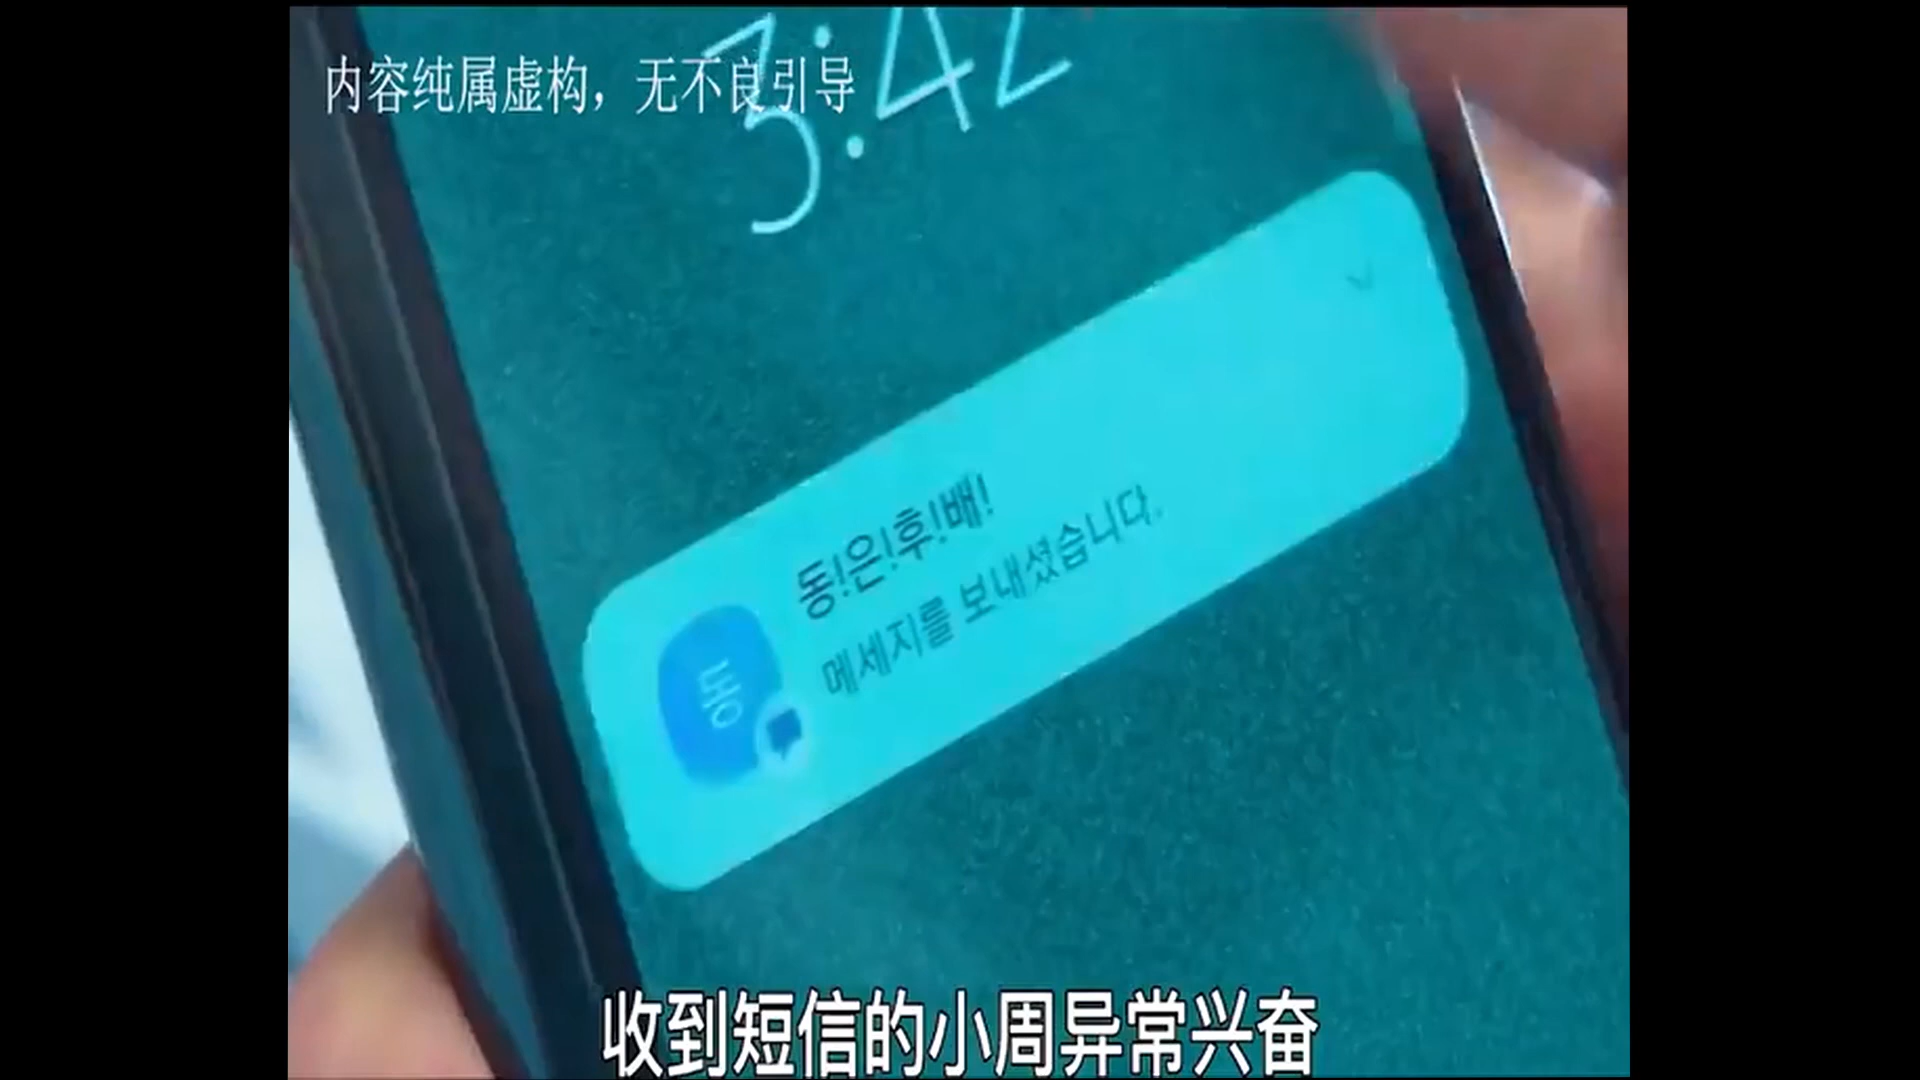 내容纯属虚构，无不良引导
3:42
동!은!후!배!
메세지를 보내셨습니다.
동
收到短信的小周异常兴奋